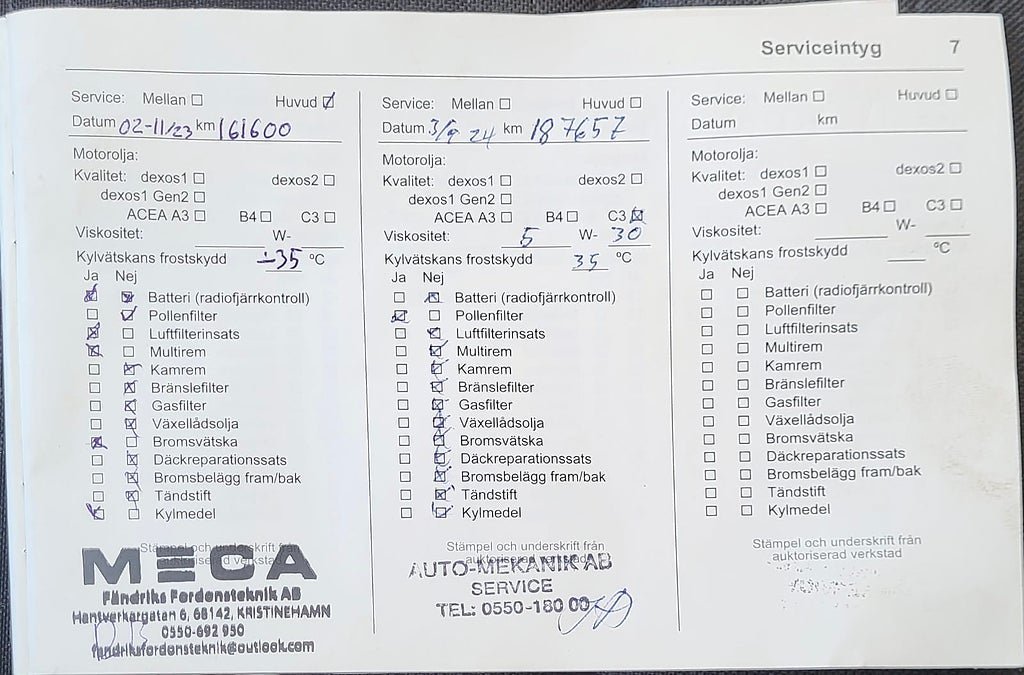 Serviceintyg 7
Service: Mellan ☐ Huvud ☑
Datum 02-11/23 km 161600
Motorolja:
Kvalitet: dexos1 ☐ dexos2 ☐
dexos1 Gen2 ☐
ACEA A3 ☐ B4 ☐ C3 ☐
Viskositet: W-
Kylvätskans frostskydd -35 °C
Ja Nej
☑ ☑ Batteri (radiofjärrkontroll)
☐ ☑ Pollenfilter
☑ ☐ Luftfilterinsats
☑ ☐ Multirem
☐ ☑ Kamrem
☐ ☑ Bränslefilter
☐ ☑ Gasfilter
☐ ☑ Växellådsolja
☑ ☐ Bromsvätska
☐ ☑ Däckreparationssats
☐ ☑ Bromsbelägg fram/bak
☐ ☑ Tändstift
☑ ☐ Kylmedel
Stämpel och underskrift från
auktoriserad verkstad
MECA
Fändriks Fordonsteknik AB
Hantverkargatan 6, 68142, KRISTINEHAMN
0550-692 950
fandriksfordonsteknik@outlook.com
Service: Mellan ☐ Huvud ☐
Datum 3/9 24 km 187657
Motorolja:
Kvalitet: dexos1 ☐ dexos2 ☐
dexos1 Gen2 ☐
ACEA A3 ☐ B4 ☐ C3 ☑
Viskositet: 5 W- 30
Kylvätskans frostskydd 35 °C
Ja Nej
☐ ☑ Batteri (radiofjärrkontroll)
☑ ☐ Pollenfilter
☐ ☑ Luftfilterinsats
☐ ☑ Multirem
☐ ☑ Kamrem
☐ ☑ Bränslefilter
☐ ☑ Gasfilter
☐ ☑ Växellådsolja
☐ ☑ Bromsvätska
☐ ☑ Däckreparationssats
☐ ☑ Bromsbelägg fram/bak
☐ ☑ Tändstift
☐ ☑ Kylmedel
Stämpel och underskrift från
auktoriserad verkstad
AUTO-MEKANIK AB
SERVICE
TEL: 0550-180 00
Service: Mellan ☐ Huvud ☐
Datum km
Motorolja:
Kvalitet: dexos1 ☐ dexos2 ☐
dexos1 Gen2 ☐
ACEA A3 ☐ B4 ☐ C3 ☐
Viskositet: W-
Kylvätskans frostskydd °C
Ja Nej
☐ ☐ Batteri (radiofjärrkontroll)
☐ ☐ Pollenfilter
☐ ☐ Luftfilterinsats
☐ ☐ Multirem
☐ ☐ Kamrem
☐ ☐ Bränslefilter
☐ ☐ Gasfilter
☐ ☐ Växellådsolja
☐ ☐ Bromsvätska
☐ ☐ Däckreparationssats
☐ ☐ Bromsbelägg fram/bak
☐ ☐ Tändstift
☐ ☐ Kylmedel
Stämpel och underskrift från
auktoriserad verkstad